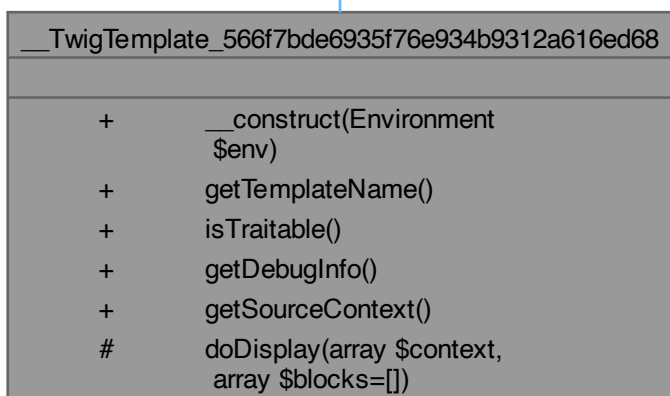 __TwigTemplate_566f7bde6935f76e934b9312a616ed68
+ __construct(Environment
$env)
+ getTemplateName()
+ isTraitable()
+ getDebugInfo()
+ getSourceContext()
# doDisplay(array $context,
array $blocks=[])